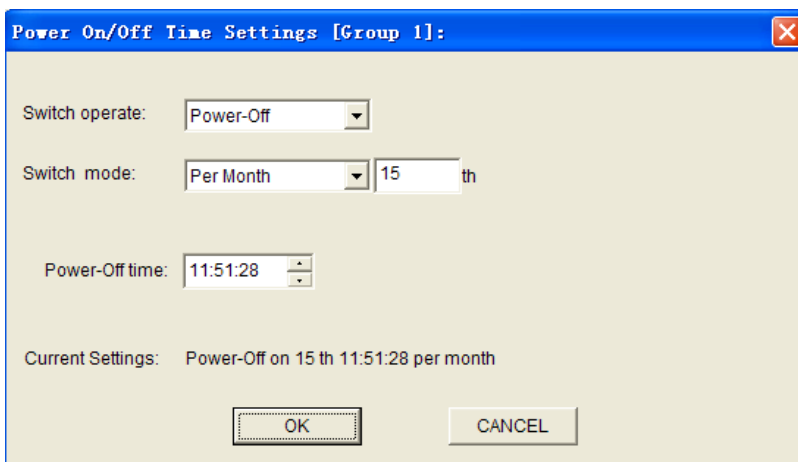 Power On/Off Time Settings [Group 1]:
Switch operate: Power-Off
Switch mode: Per Month 15 th
Power-Off time: 11:51:28
Current Settings: Power-Off on 15 th 11:51:28 per month
OK CANCEL